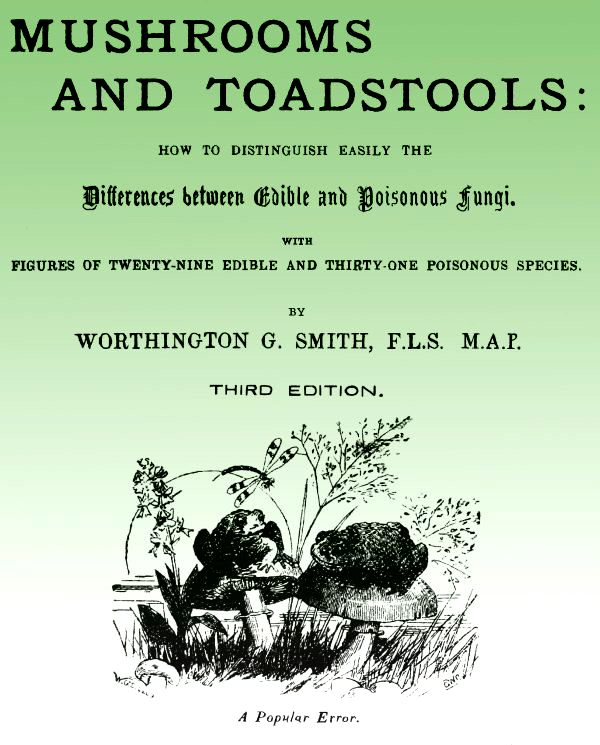 MUSHROOMS
AND TOADSTOOLS:
HOW TO DISTINGUISH EASILY THE
Differences between Edible and Poisonous Fungi.
WITH
FIGURES OF TWENTY-NINE EDIBLE AND THIRTY-ONE POISONOUS SPECIES.
BY
WORTHINGTON G. SMITH, F.L.S. M.A.P.
THIRD EDITION.
A Popular Error.